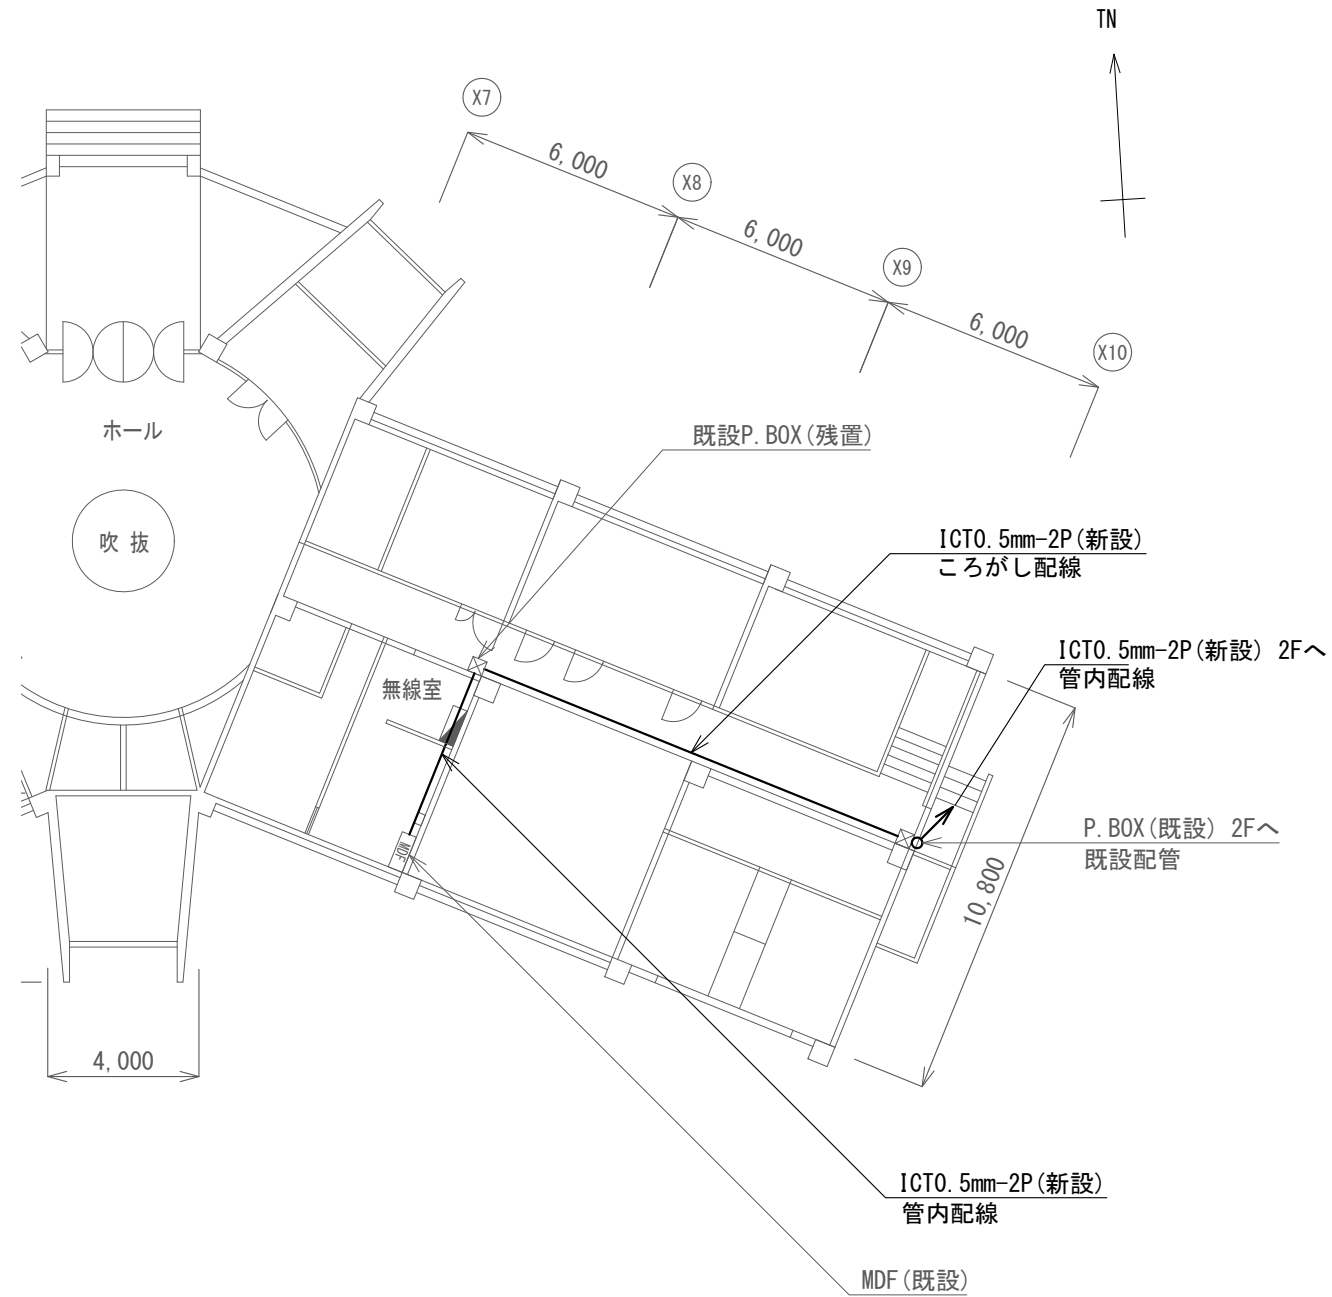 TN
X7
6,000
X8
6,000
X9
6,000
X10
ホール
吹 抜
既設P.BOX(残置)
ICT0.5mm-2P(新設)
ころがし配線
ICT0.5mm-2P(新設) 2Fへ
管内配線
無線室
MDF
P.BOX(既設) 2Fへ
既設配管
10,800
4,000
ICT0.5mm-2P(新設)
管内配線
MDF(既設)